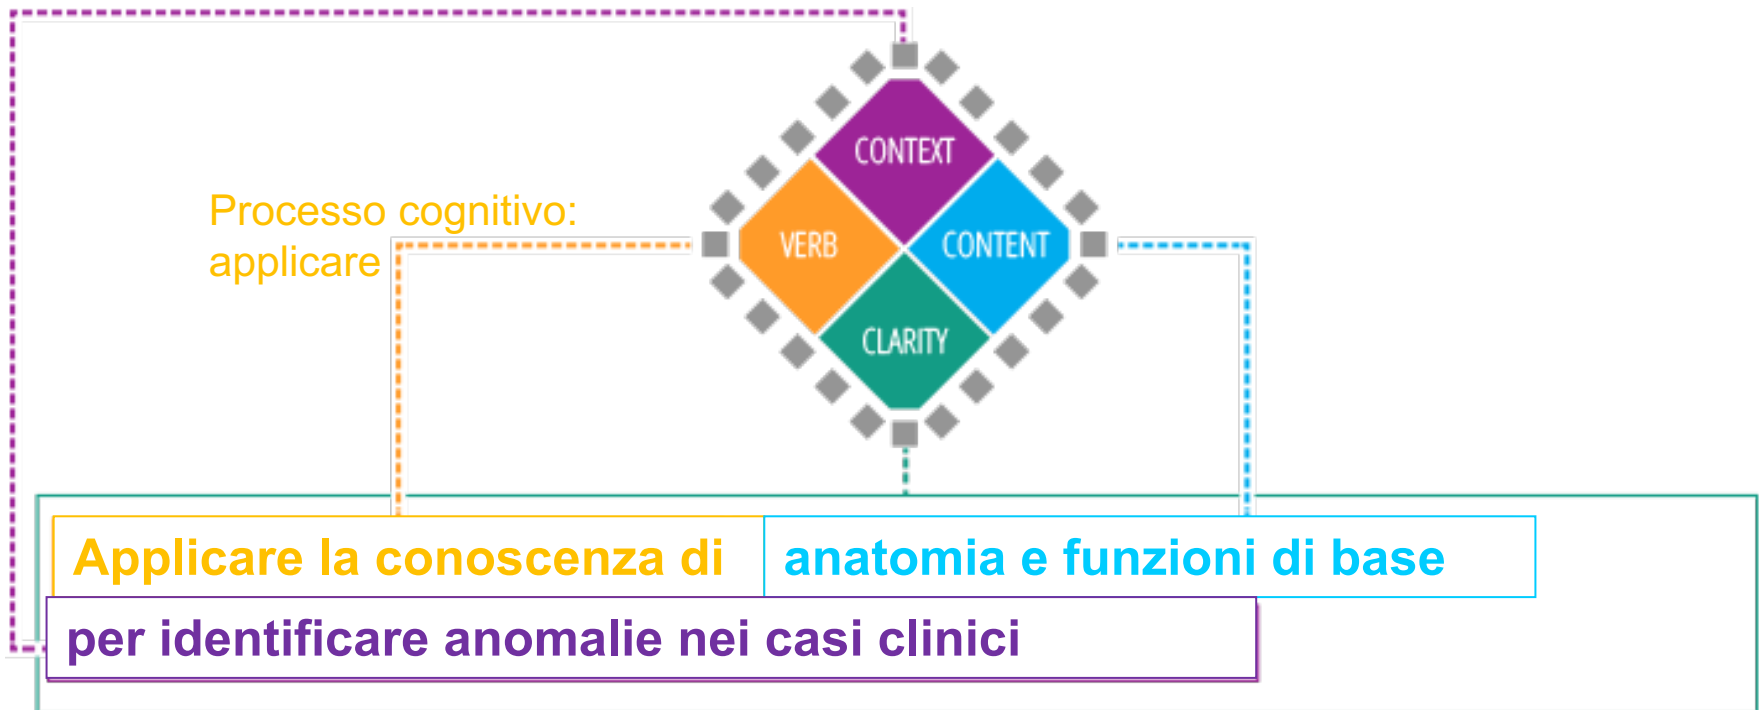 CONTEXT
Processo cognitivo:
applicare
VERB
CONTENT
CLARITY
Applicare la conoscenza di
anatomia e funzioni di base
per identificare anomalie nei casi clinici